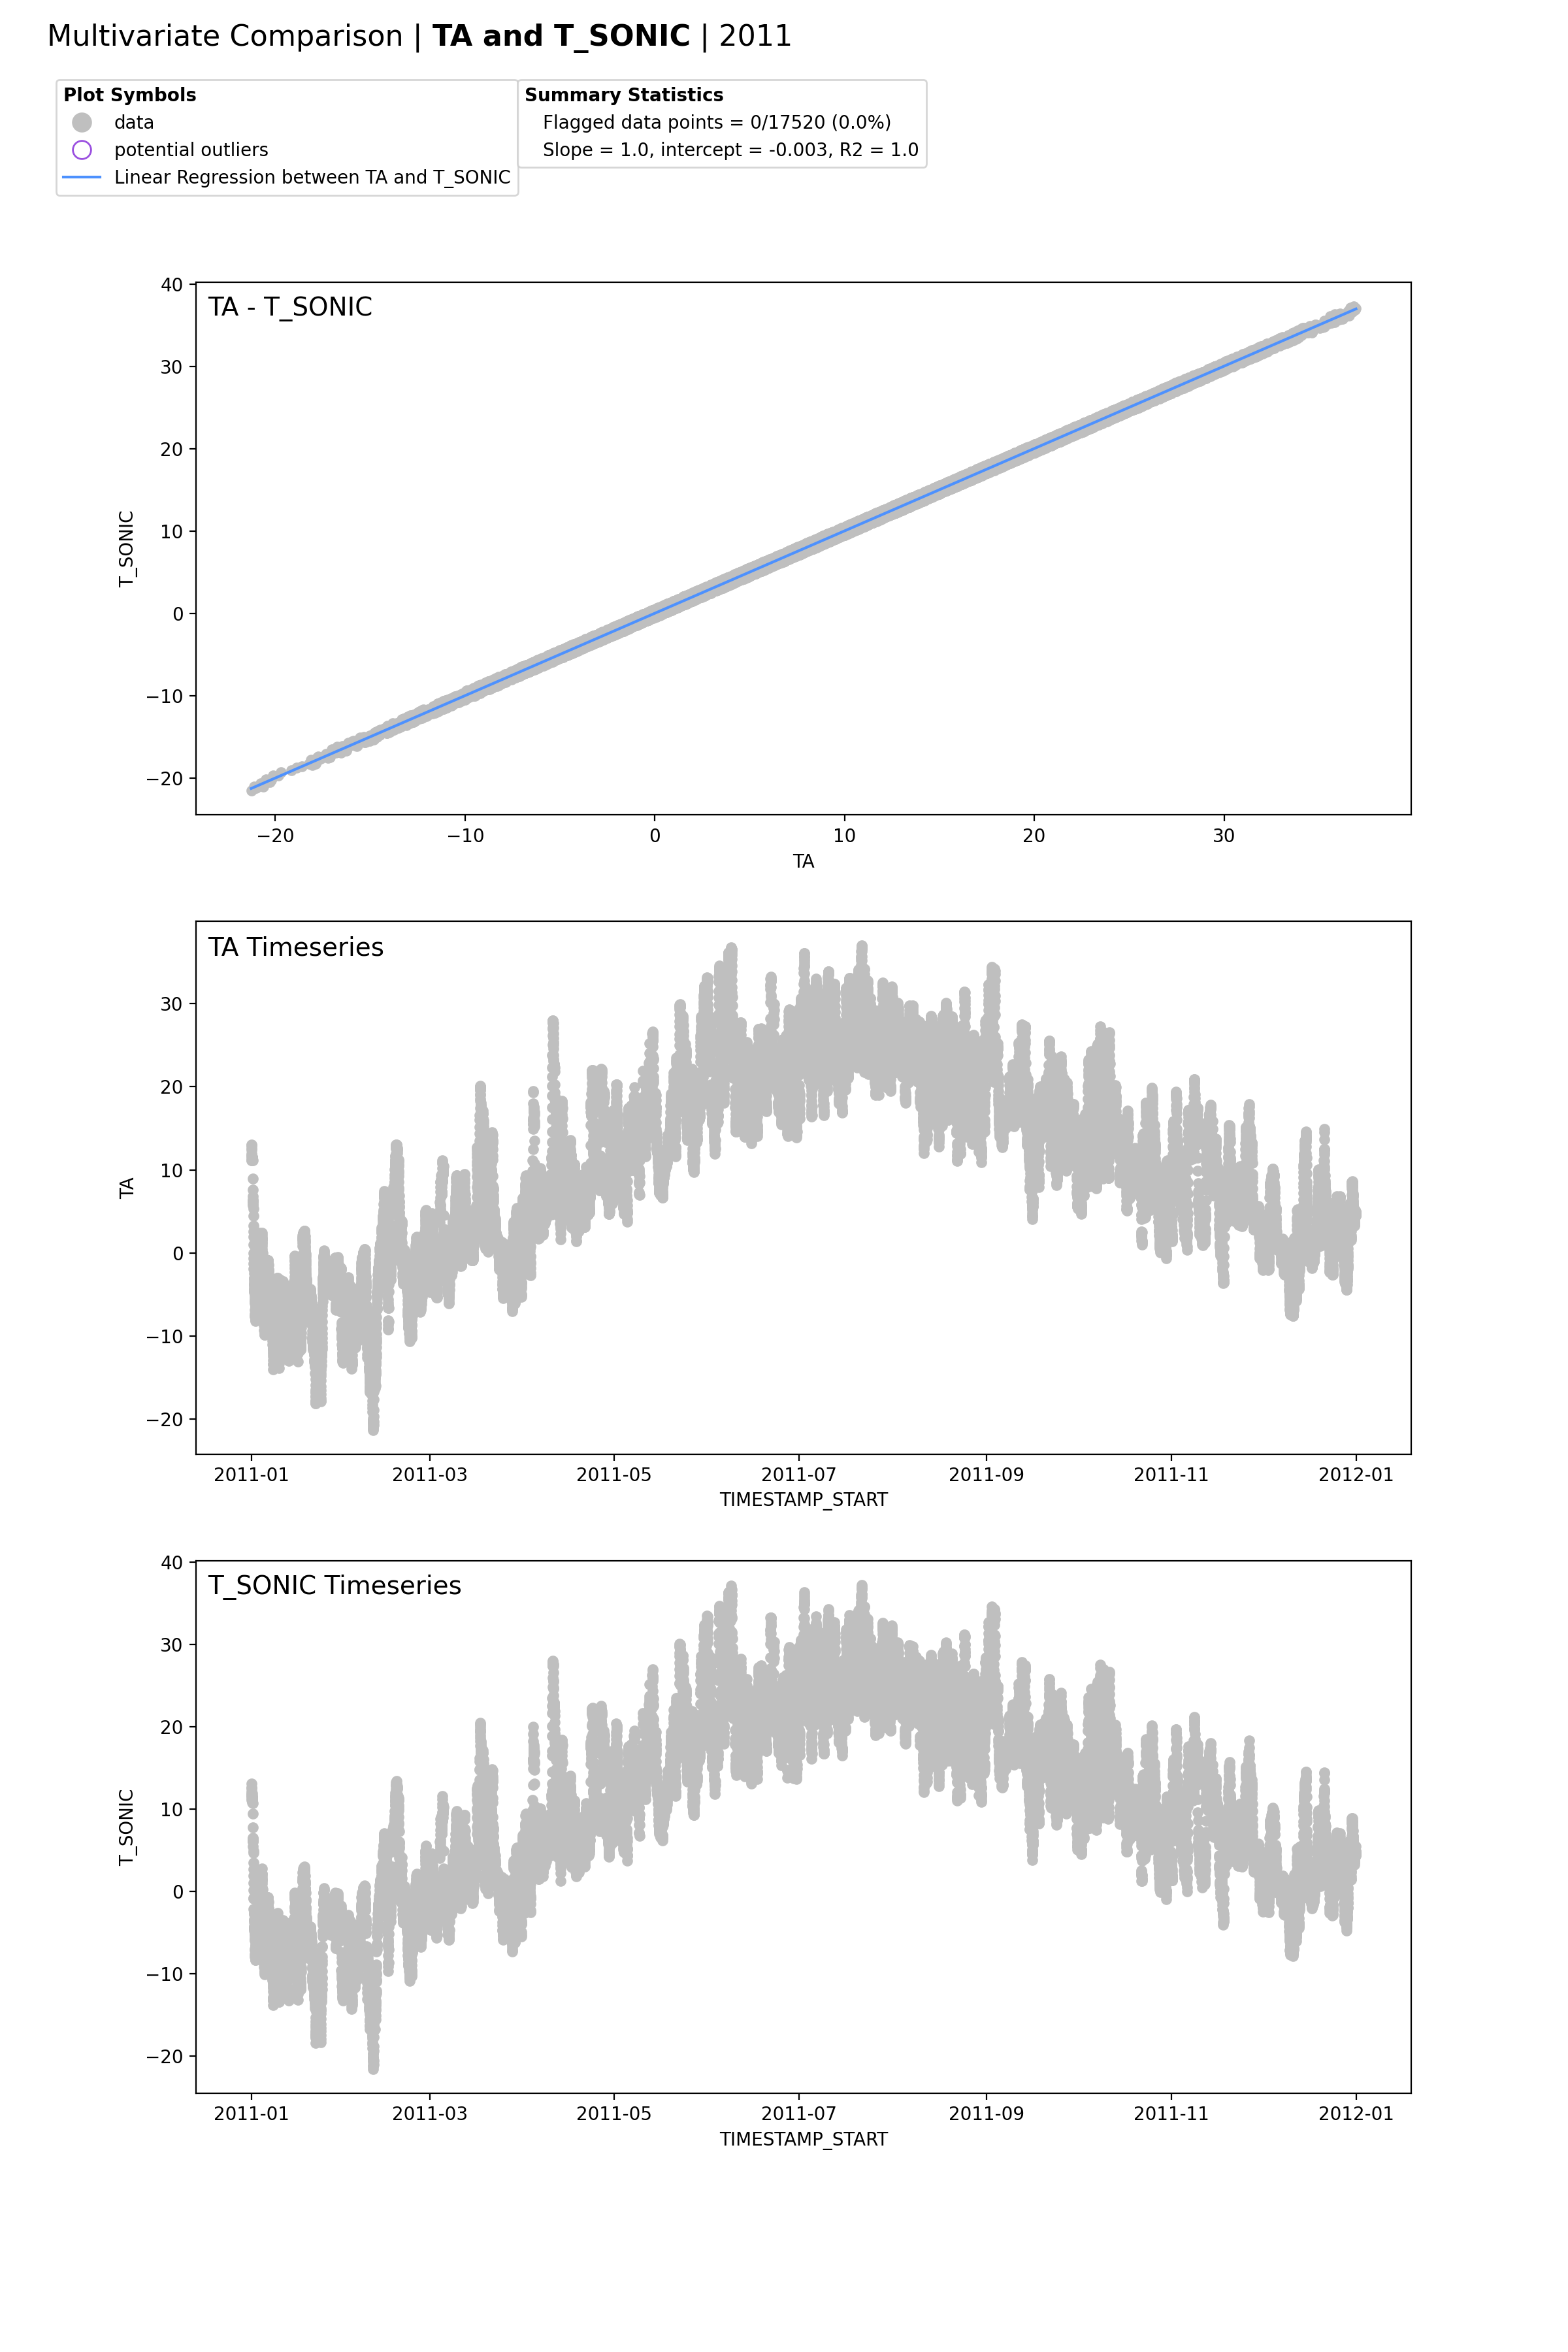 Multivariate Comparison | TA and T_SONIC | 2011
Plot Symbols
data
potential outliers
Linear Regression between TA and T_SONIC
Summary Statistics
Flagged data points = 0/17520 (0.0%)
Slope = 1.0, intercept = -0.003, R2 = 1.0
TA - T_SONIC
40
30
20
10
0
−10
−20
T_SONIC
−20 −10 0 10 20 30
TA
TA Timeseries
30
20
10
0
−10
−20
TA
2011-01 2011-03 2011-05 2011-07 2011-09 2011-11 2012-01
TIMESTAMP_START
T_SONIC Timeseries
40
30
20
10
0
−10
−20
T_SONIC
2011-01 2011-03 2011-05 2011-07 2011-09 2011-11 2012-01
TIMESTAMP_START